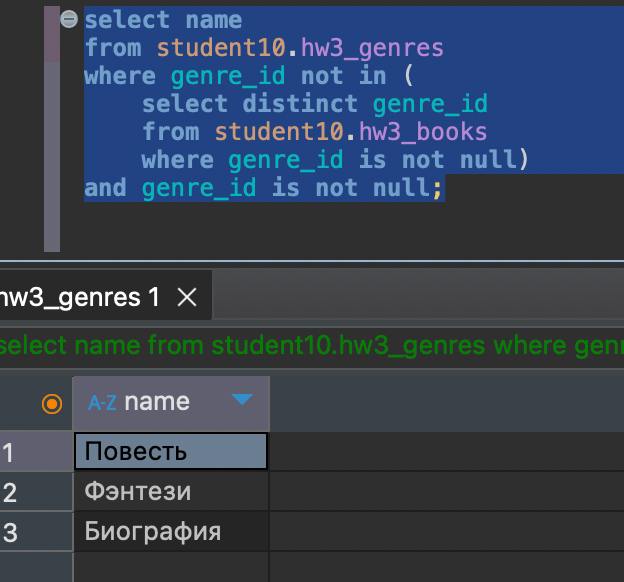 select name
from student10.hw3_genres
where genre_id not in (
select distinct genre_id
from student10.hw3_books
where genre_id is not null)
and genre_id is not null;
hw3_genres 1
select name from student10.hw3_genres where genr
A-Z name
1 Повесть
2 Фэнтези
3 Биография